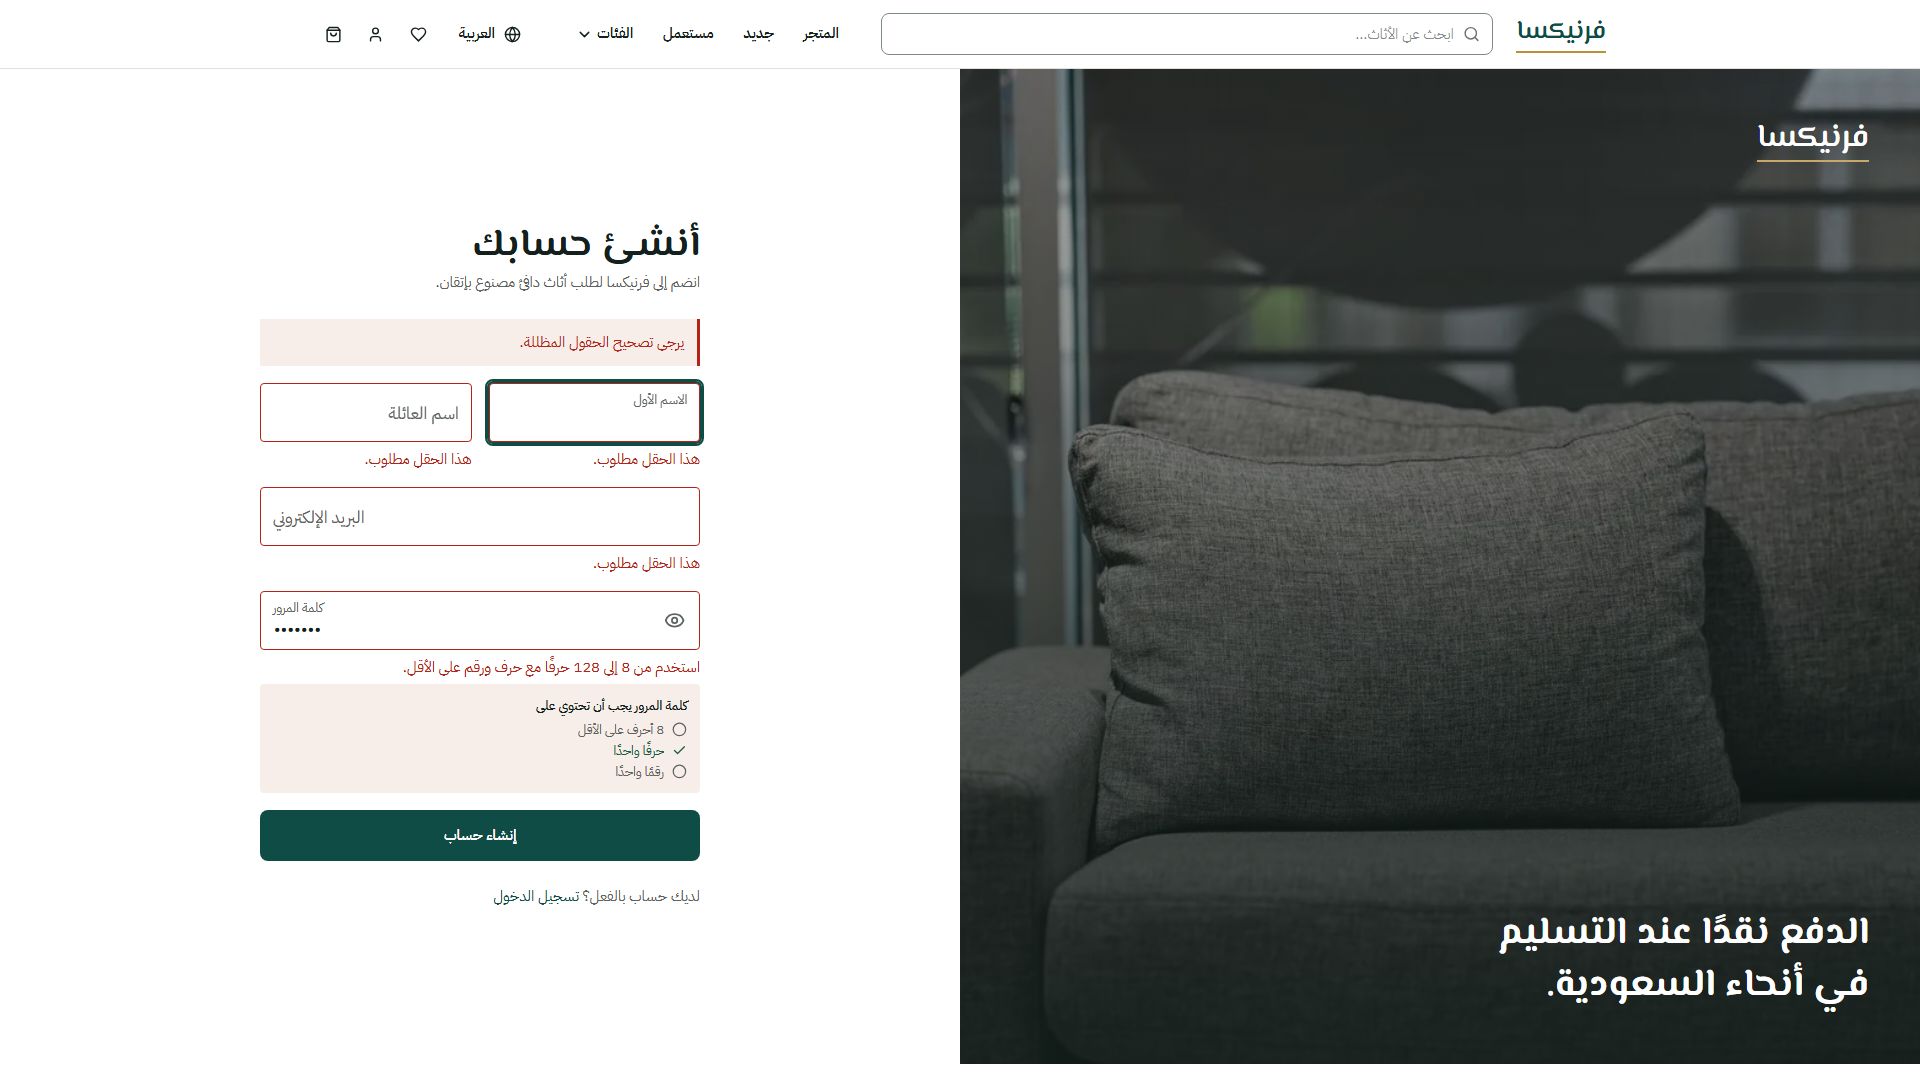 فرنيكسا
ابحث عن الأثاث...
المتجر
جديد
مستعمل
الفئات
العربية
فرنيكسا
الدفع نقدًا عند التسليم
في أنحاء السعودية.
أنشئ حسابك
انضم إلى فرنيكسا لطلب أثاث دافئ مصنوع بإتقان.
يرجى تصحيح الحقول المظللة.
الاسم الأول
اسم العائلة
هذا الحقل مطلوب.
هذا الحقل مطلوب.
البريد الإلكتروني
هذا الحقل مطلوب.
كلمة المرور
•••••••
استخدم من 8 إلى 128 حرفًا مع حرف ورقم على الأقل.
كلمة المرور يجب أن تحتوي على
8 أحرف على الأقل
حرفًا واحدًا
رقمًا واحدًا
إنشاء حساب
لديك حساب بالفعل؟ تسجيل الدخول